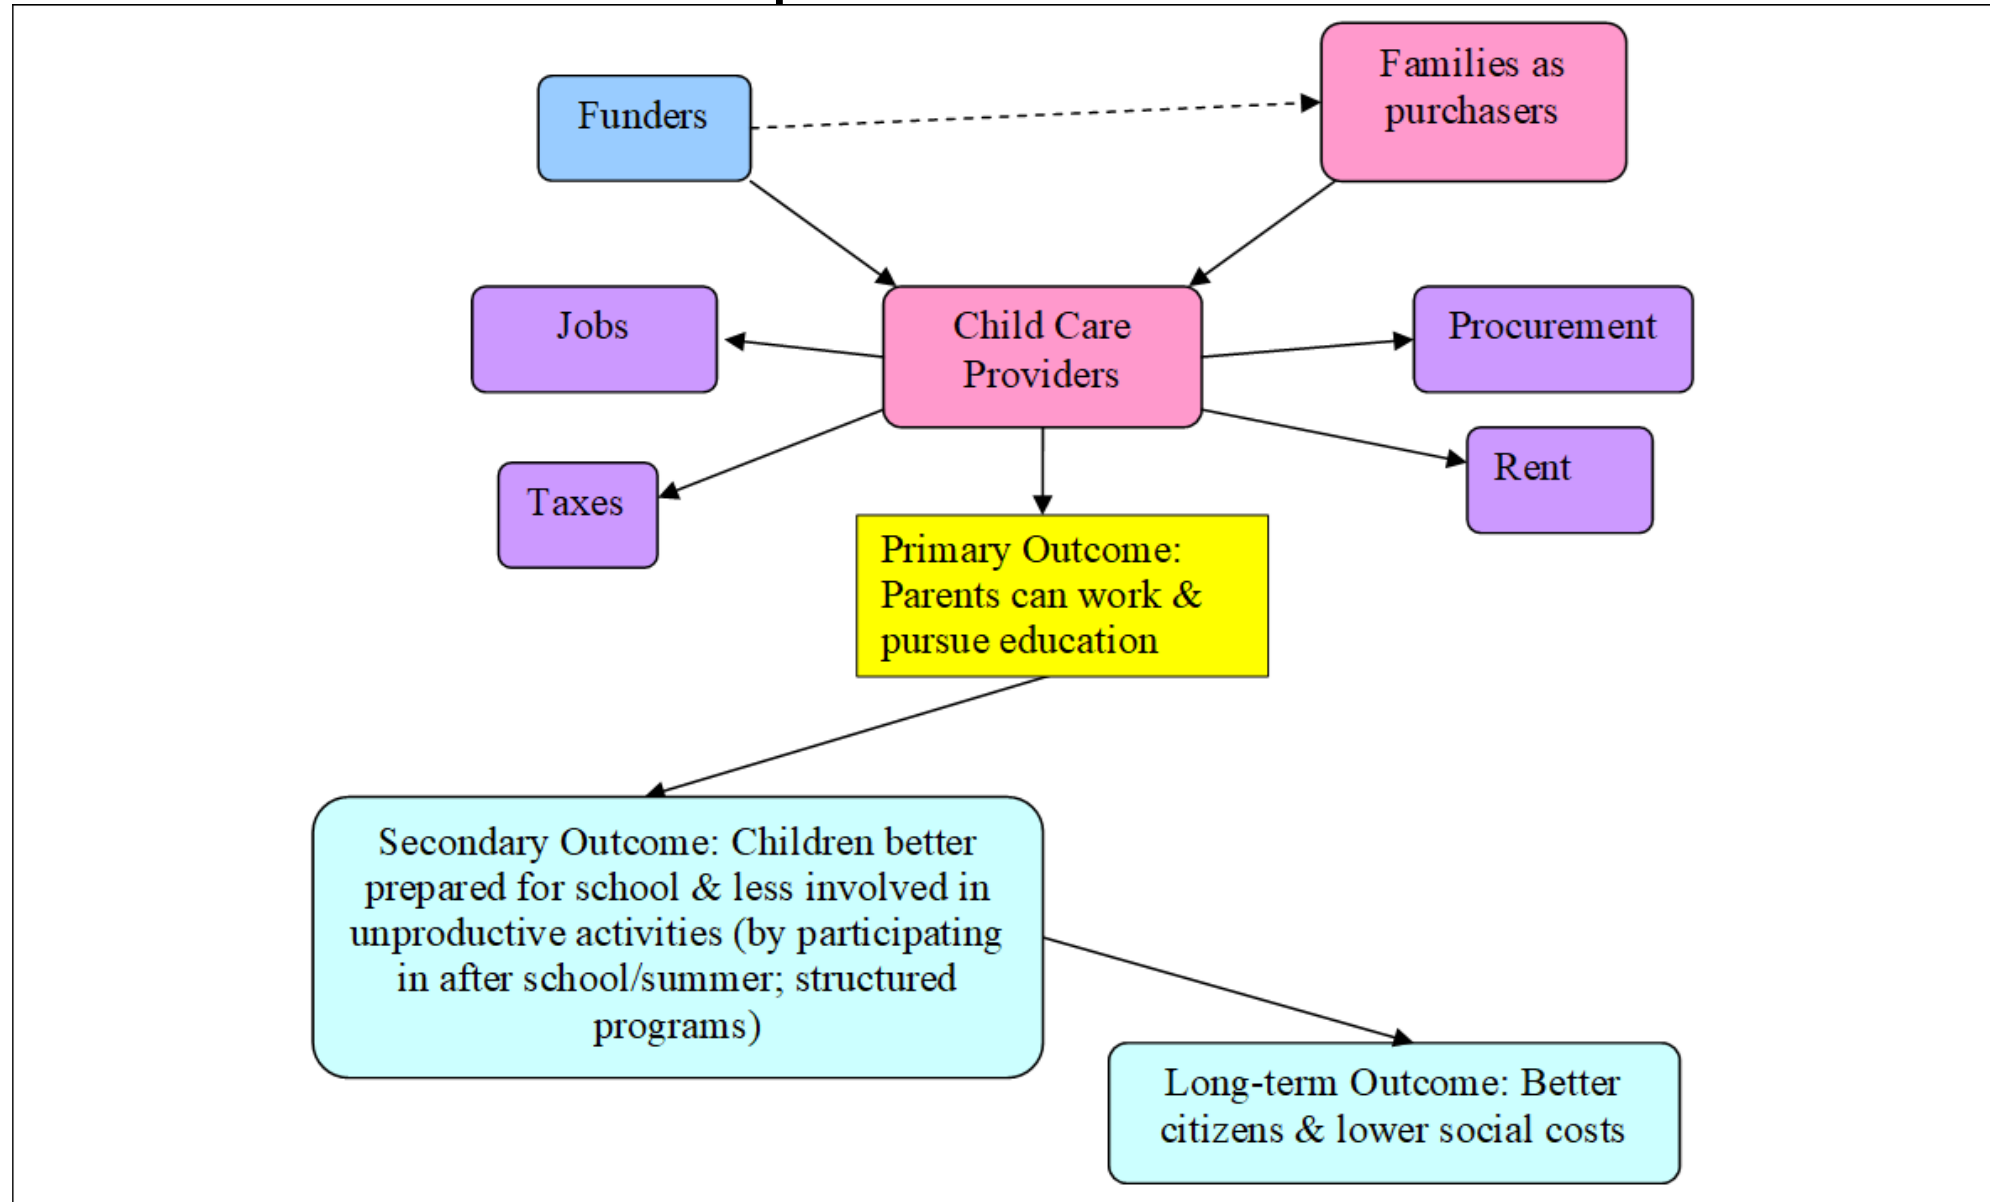 Funders
Families as
purchasers
Jobs
Child Care
Providers
Procurement
Taxes
Rent
Primary Outcome:
Parents can work &
pursue education
Secondary Outcome: Children better
prepared for school & less involved in
unproductive activities (by participating
in after school/summer; structured
programs)
Long-term Outcome: Better
citizens & lower social costs